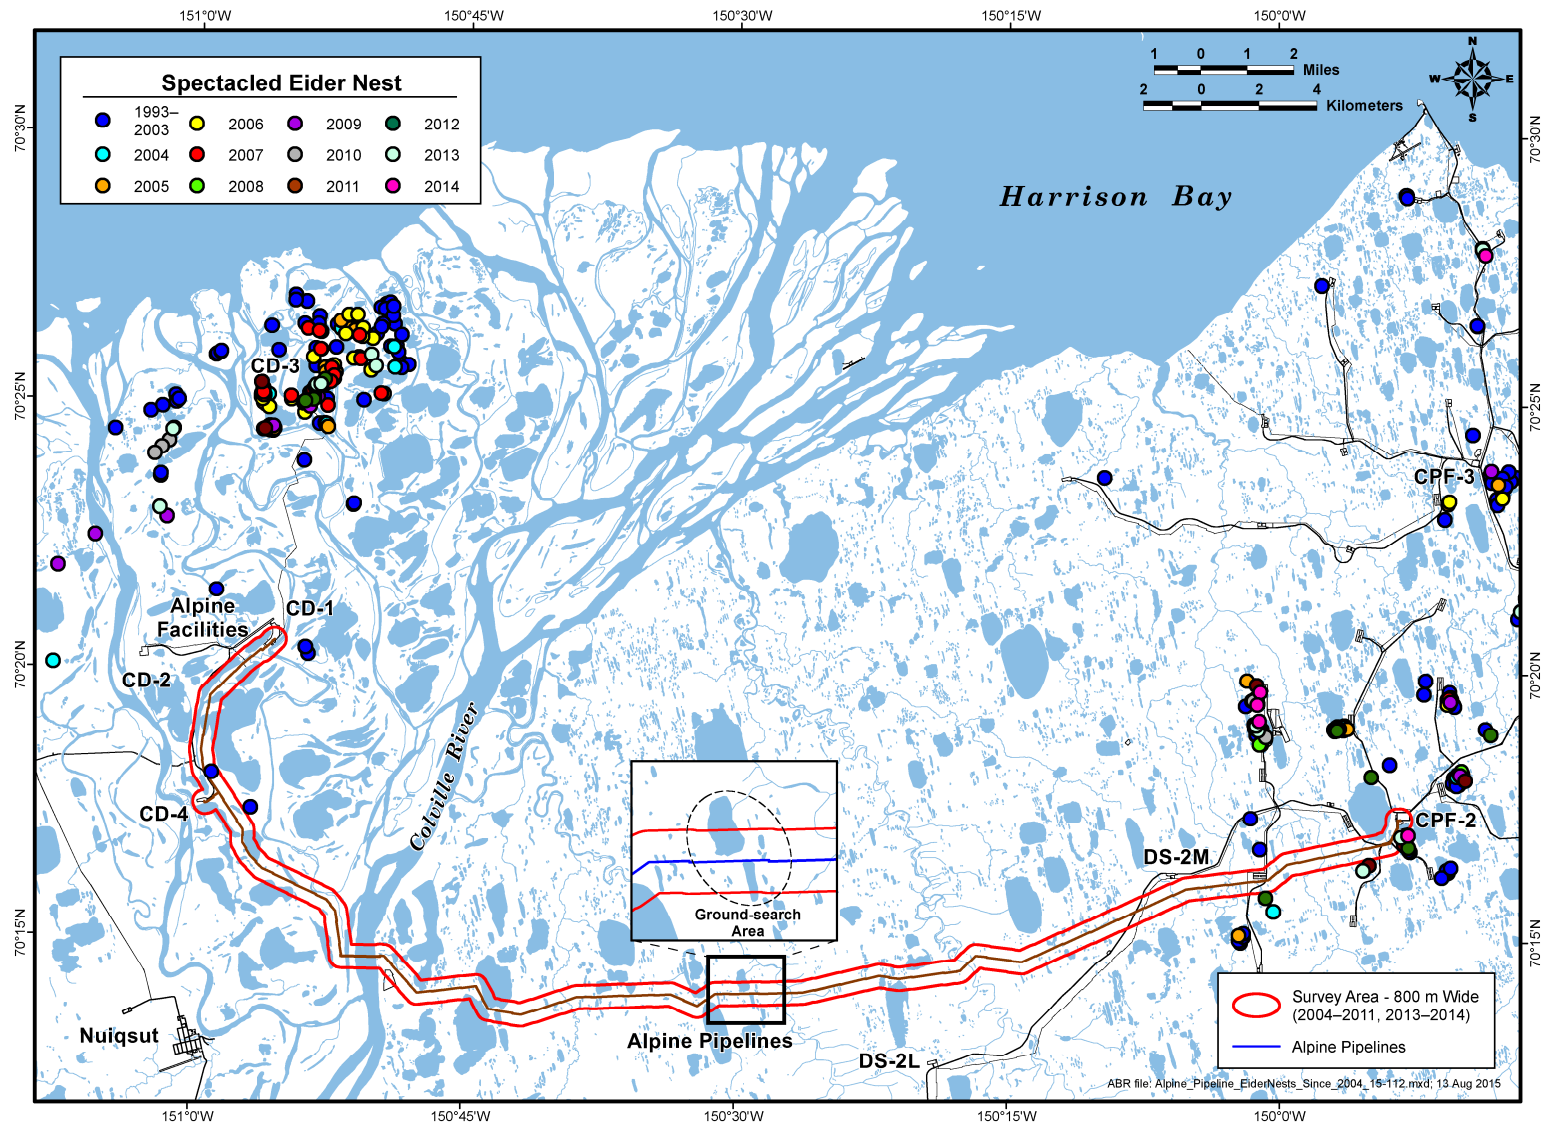 151°0'W
150°45'W
150°30'W
150°15'W
150°0'W
70°30'N
70°25'N
70°20'N
70°15'N
70°30'N
70°25'N
70°20'N
70°15'N
Spectacled Eider Nest
1993–
2003
2004
2005
2006
2007
2008
2009
2010
2011
2012
2013
2014
1 0 1 2
Miles
2 0 2 4
Kilometers
N
W E
S
Harrison Bay
CD-3
CPF-3
Alpine
Facilities
CD-1
CD-2
CD-4
Colville River
CPF-2
DS-2M
Ground-search
Area
Nuiqsut
Alpine Pipelines
DS-2L
Survey Area - 800 m Wide
(2004–2011, 2013–2014)
Alpine Pipelines
ABR file: Alpine_Pipeline_EiderNests_Since_2004_15-112.mxd; 13 Aug 2015
151°0'W
150°45'W
150°30'W
150°15'W
150°0'W